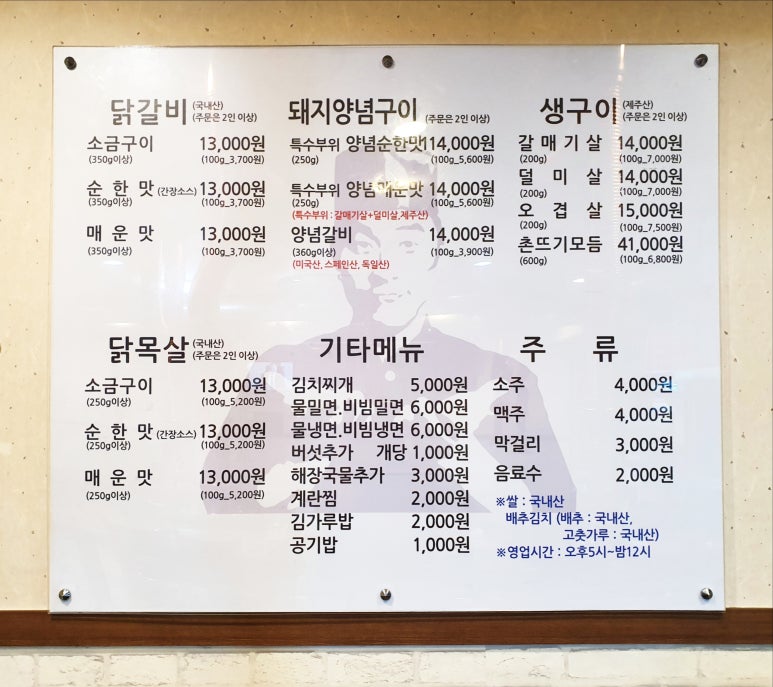 닭갈비 (국내산)
(주문은 2인 이상)
소금구이 13,000원
(350g이상) (100g_3,700원)
순한맛 (간장소스) 13,000원
(350g이상) (100g_3,700원)
매운맛 13,000원
(350g이상) (100g_3,700원)
돼지양념구이 (주문은 2인 이상)
특수부위 양념순한맛 14,000원
(250g) (100g_5,600원)
특수부위 양념매운맛 14,000원
(250g) (100g_5,600원)
(특수부위 : 갈매기살+덜미살,제주산)
양념갈비 14,000원
(360g이상) (100g_3,900원)
(미국산, 스페인산, 독일산)
생구이 (제주산)
(주문은 2인 이상)
갈매기살 14,000원
(200g) (100g_7,000원)
덜미살 14,000원
(200g) (100g_7,000원)
오겹살 15,000원
(200g) (100g_7,500원)
촌뜨기모듬 41,000원
(600g) (100g_6,800원)
닭목살 (국내산)
(주문은 2인 이상)
소금구이 13,000원
(250g이상) (100g_5,200원)
순한맛 (간장소스) 13,000원
(250g이상) (100g_5,200원)
매운맛 13,000원
(250g이상) (100g_5,200원)
기타메뉴
김치찌개 5,000원
물밀면.비빔밀면 6,000원
물냉면.비빔냉면 6,000원
버섯추가 개당 1,000원
해장국물추가 3,000원
계란찜 2,000원
김가루밥 2,000원
공기밥 1,000원
주류
소주 4,000원
맥주 4,000원
막걸리 3,000원
음료수 2,000원
※쌀 : 국내산
배추김치 (배추 : 국내산,
고춧가루 : 국내산)
※영업시간 : 오후5시~밤12시